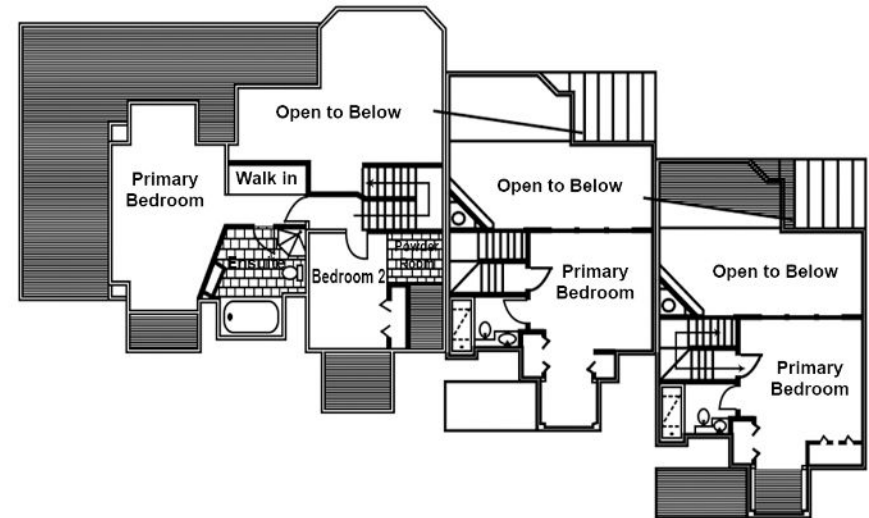 Open to Below
Primary
Bedroom
Walk in
Ensuite
Bedroom 2
Powder
Room
Open to Below
Primary
Bedroom
Open to Below
Primary
Bedroom